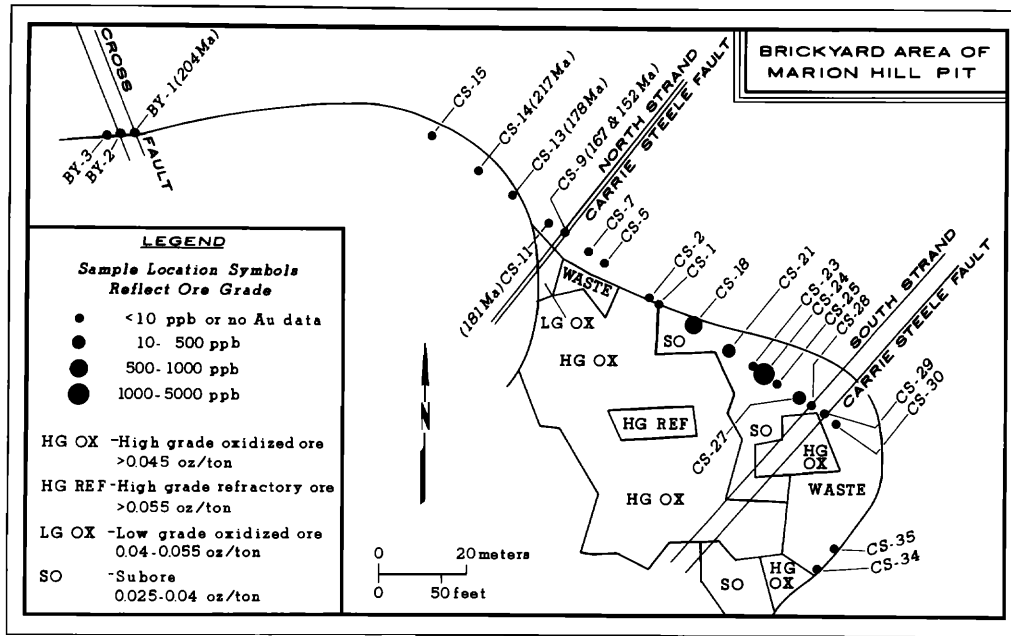 BRICKYARD AREA OF
MARION HILL PIT
CROSS
FAULT
BY-1 (204 Ma)
BY-2
BY-3
CS-15
CS-14 (217 Ma)
CS-13 (178 Ma)
CS-9 (167 & 152 Ma)
NORTH STRAND
CARRIE STEELE FAULT
(181 Ma) CS-11
CS-7
CS-5
CS-2
CS-1
CS-18
CS-21
CS-23
CS-24
CS-25
CS-28
SOUTH STRAND
CARRIE STEELE FAULT
CS-29
CS-30
CS-27
CS-35
CS-34
WASTE
LG OX
HG OX
SO
HG REF
HG OX
SO
HG
OX
WASTE
SO
HG
OX
N
0 20 meters
0 50 feet
LEGEND
Sample Location Symbols
Reflect Ore Grade
<10 ppb or no Au data
10- 500 ppb
500-1000 ppb
1000-5000 ppb
HG OX -High grade oxidized ore
>0.045 oz/ton
HG REF-High grade refractory ore
>0.055 oz/ton
LG OX -Low grade oxidized ore
0.04-0.055 oz/ton
SO -Subore
0.025-0.04 oz/ton